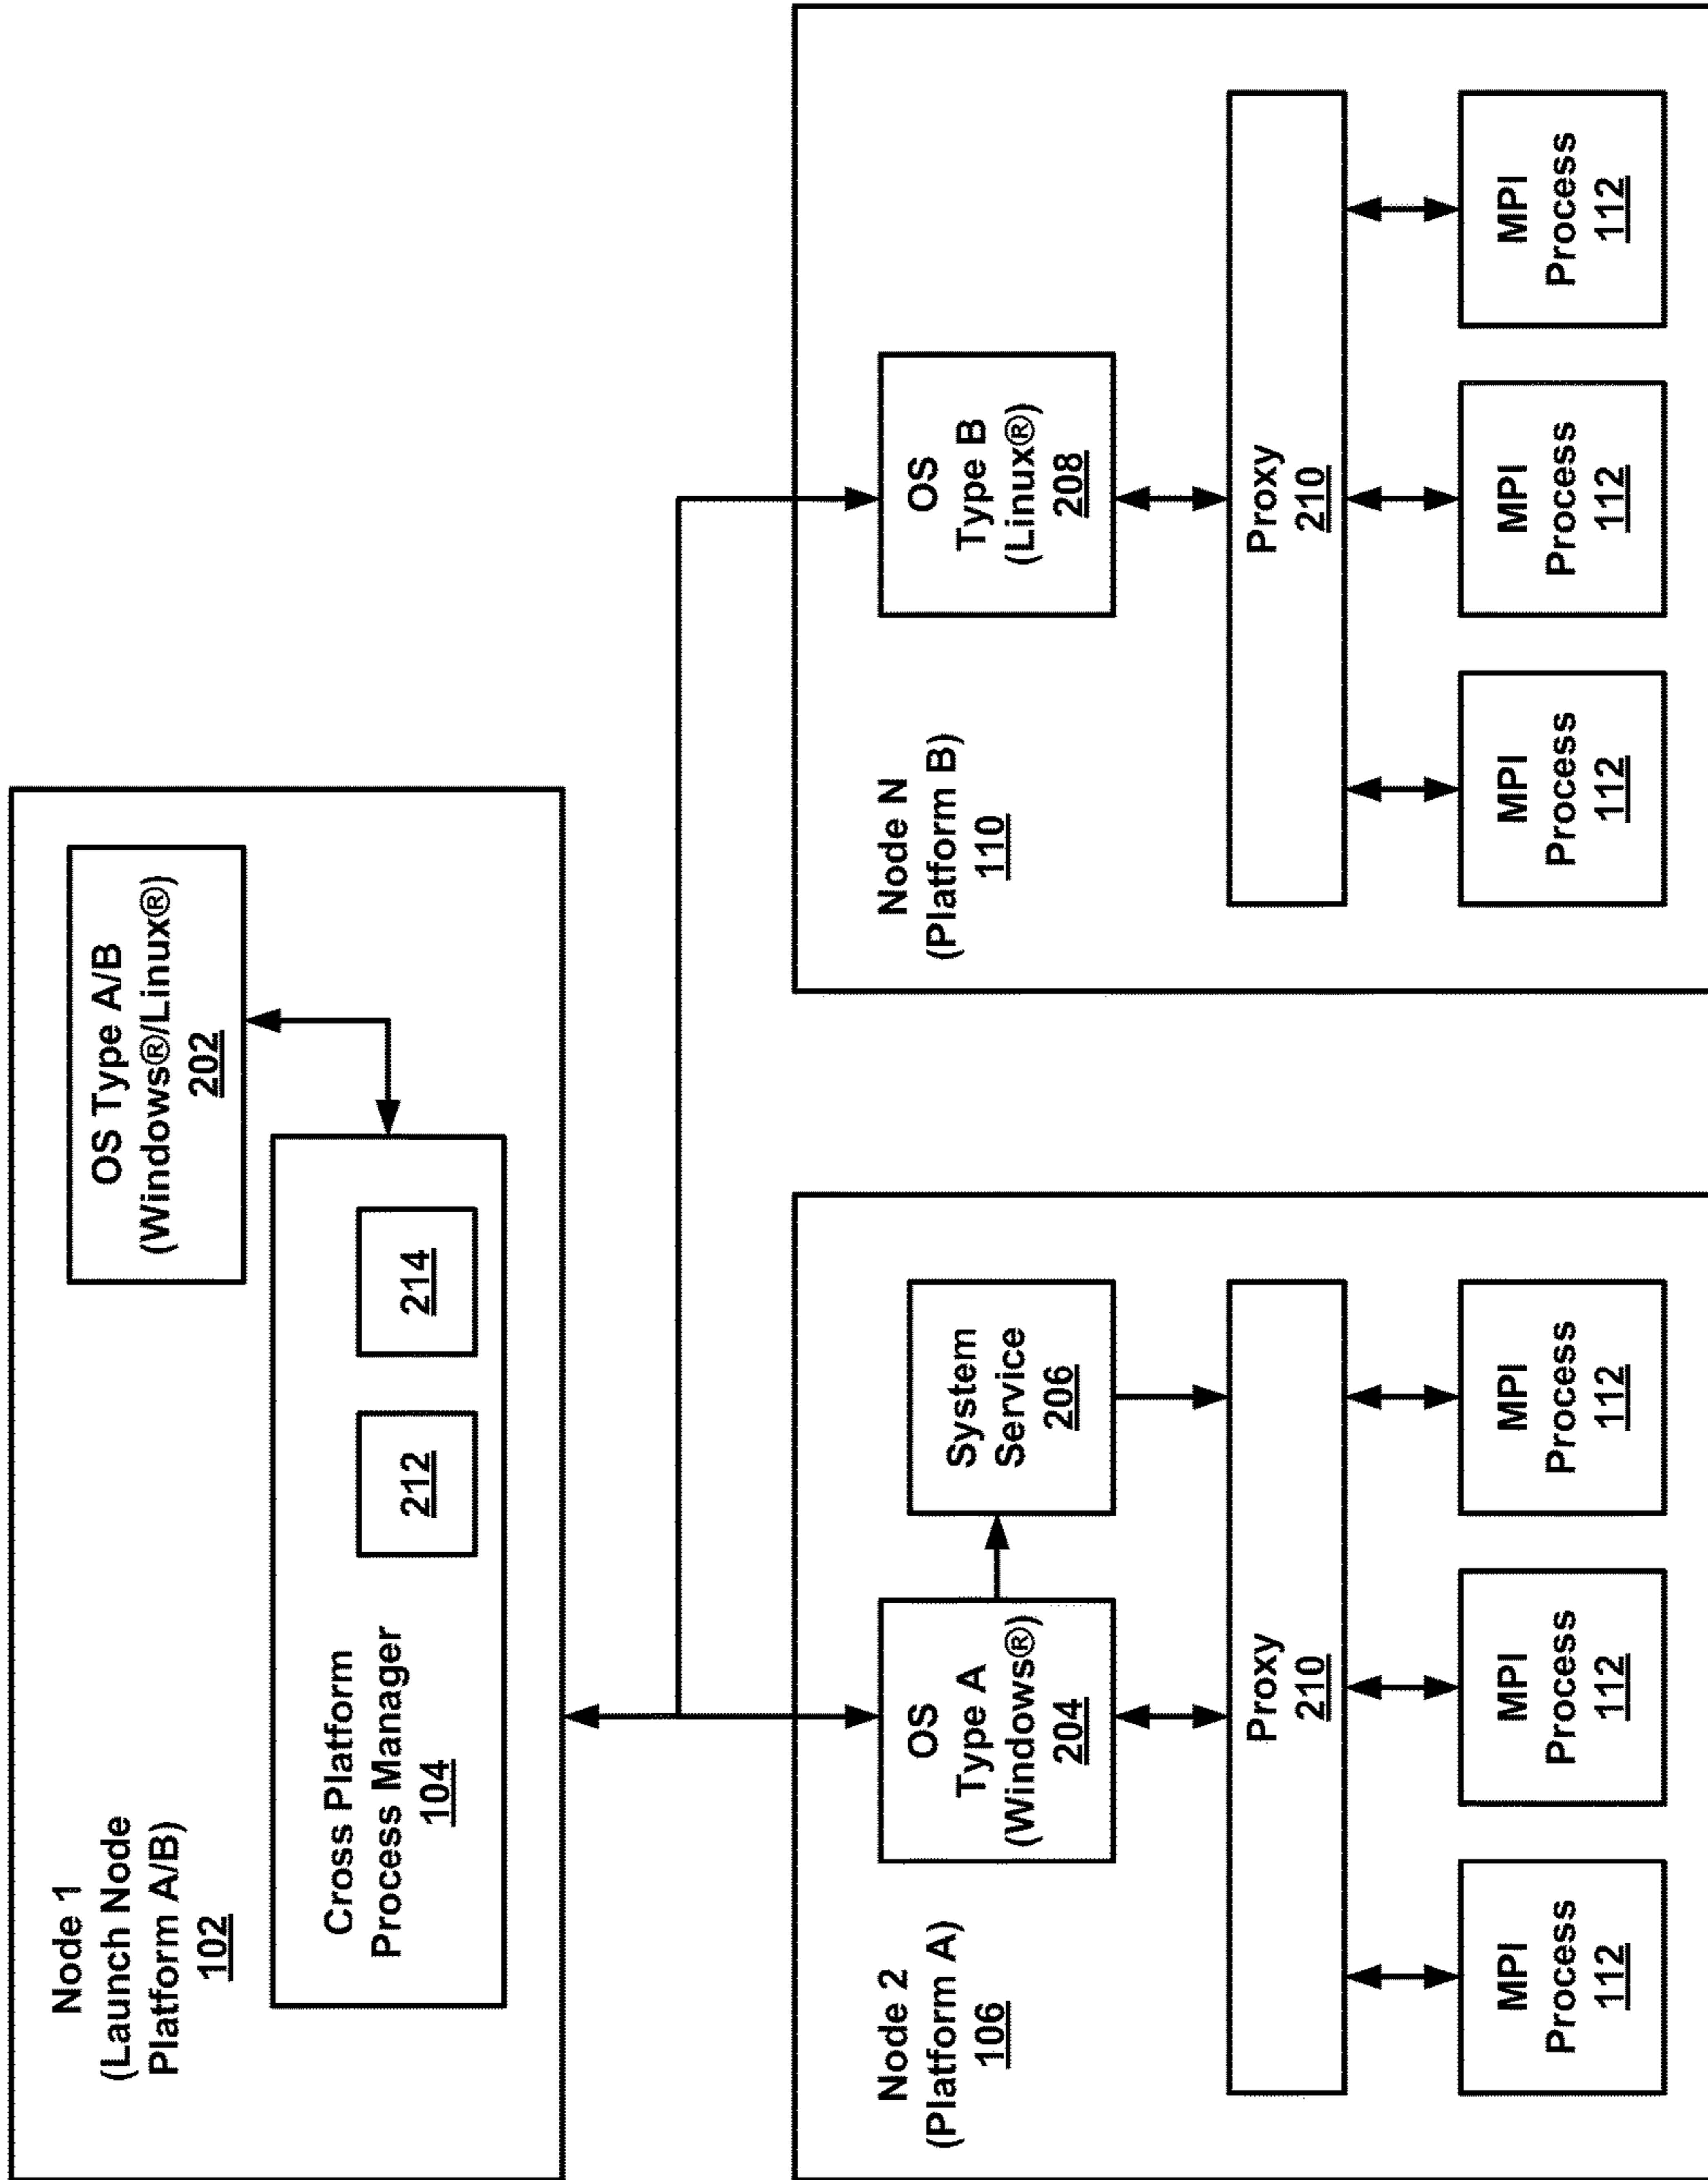 Node 1
(Launch Node
Platform A/B)
102
OS Type A/B
(Windows®/Linux®)
202
Cross Platform
Process Manager
104
212
214
Node 2
(Platform A)
106
OS
Type A
(Windows®)
204
System
Service
206
Proxy
210
MPI
Process
112
MPI
Process
112
MPI
Process
112
Node N
(Platform B)
110
OS
Type B
(Linux®)
208
Proxy
210
MPI
Process
112
MPI
Process
112
MPI
Process
112